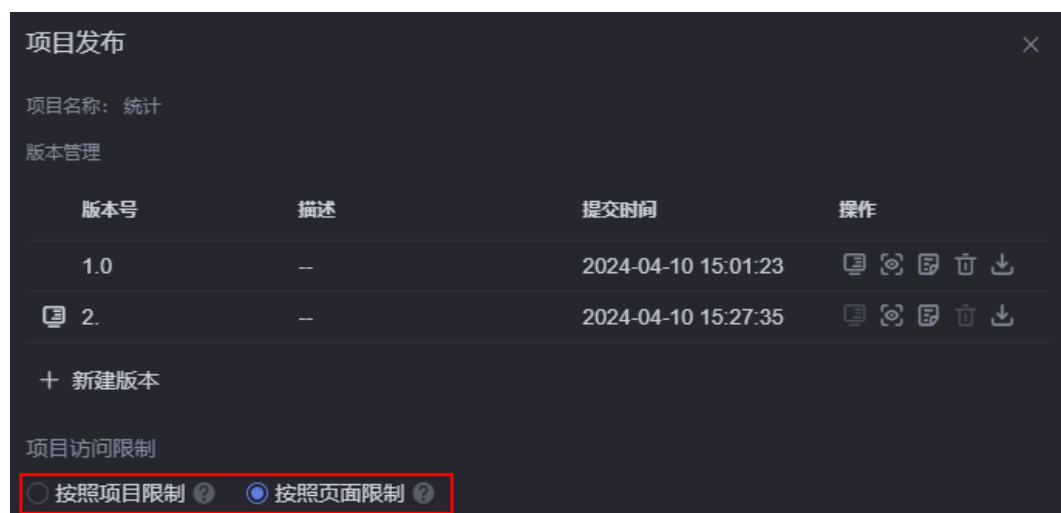 项目发布
项目名称: 统计
版本管理
版本号 描述 提交时间 操作
1.0 -- 2024-04-10 15:01:23
2. -- 2024-04-10 15:27:35
+ 新建版本
项目访问限制
按照项目限制 ? 按照页面限制 ?